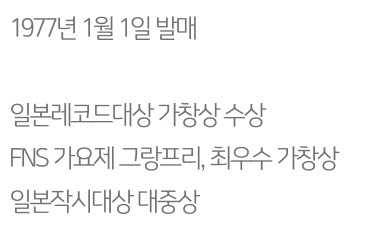 1977년 1월 1일 발매
일본레코드대상 가창상 수상
FNS 가요제 그랑프리, 최우수 가창상
일본작시대상 대중상